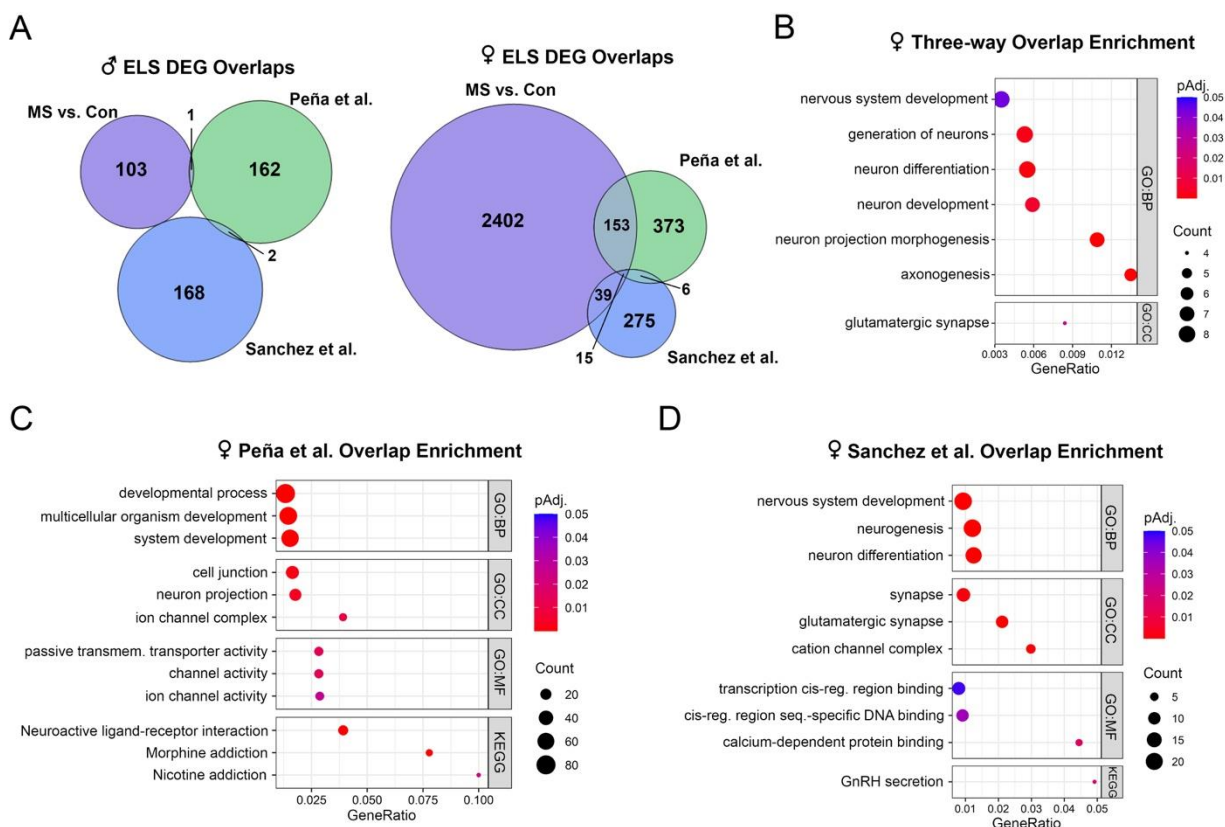 A
♂ ELS DEG Overlaps
MS vs. Con
1
Peña et al.
103
162
2
168
Sanchez et al.
♀ ELS DEG Overlaps
MS vs. Con
Peña et al.
2402
153
373
39
6
275
15
Sanchez et al.
B
♀ Three-way Overlap Enrichment
nervous system development
generation of neurons
neuron differentiation
neuron development
neuron projection morphogenesis
axonogenesis
GO:BP
glutamatergic synapse
GO:CC
0.003 0.006 0.009 0.012
GeneRatio
pAdj.
0.05
0.04
0.03
0.02
0.01
Count
4
5
6
7
8
C
♀ Peña et al. Overlap Enrichment
developmental process
multicellular organism development
system development
GO:BP
cell junction
neuron projection
ion channel complex
GO:CC
passive transmem. transporter activity
channel activity
ion channel activity
GO:MF
Neuroactive ligand-receptor interaction
Morphine addiction
Nicotine addiction
KEGG
0.025 0.050 0.075 0.100
GeneRatio
pAdj.
0.05
0.04
0.03
0.02
0.01
Count
20
40
60
80
D
♀ Sanchez et al. Overlap Enrichment
nervous system development
neurogenesis
neuron differentiation
GO:BP
synapse
glutamatergic synapse
cation channel complex
GO:CC
transcription cis-reg. region binding
cis-reg. region seq.-specific DNA binding
calcium-dependent protein binding
GO:MF
GnRH secretion
KEGG
0.01 0.02 0.03 0.04 0.05
GeneRatio
pAdj.
0.05
0.04
0.03
0.02
0.01
Count
5
10
15
20